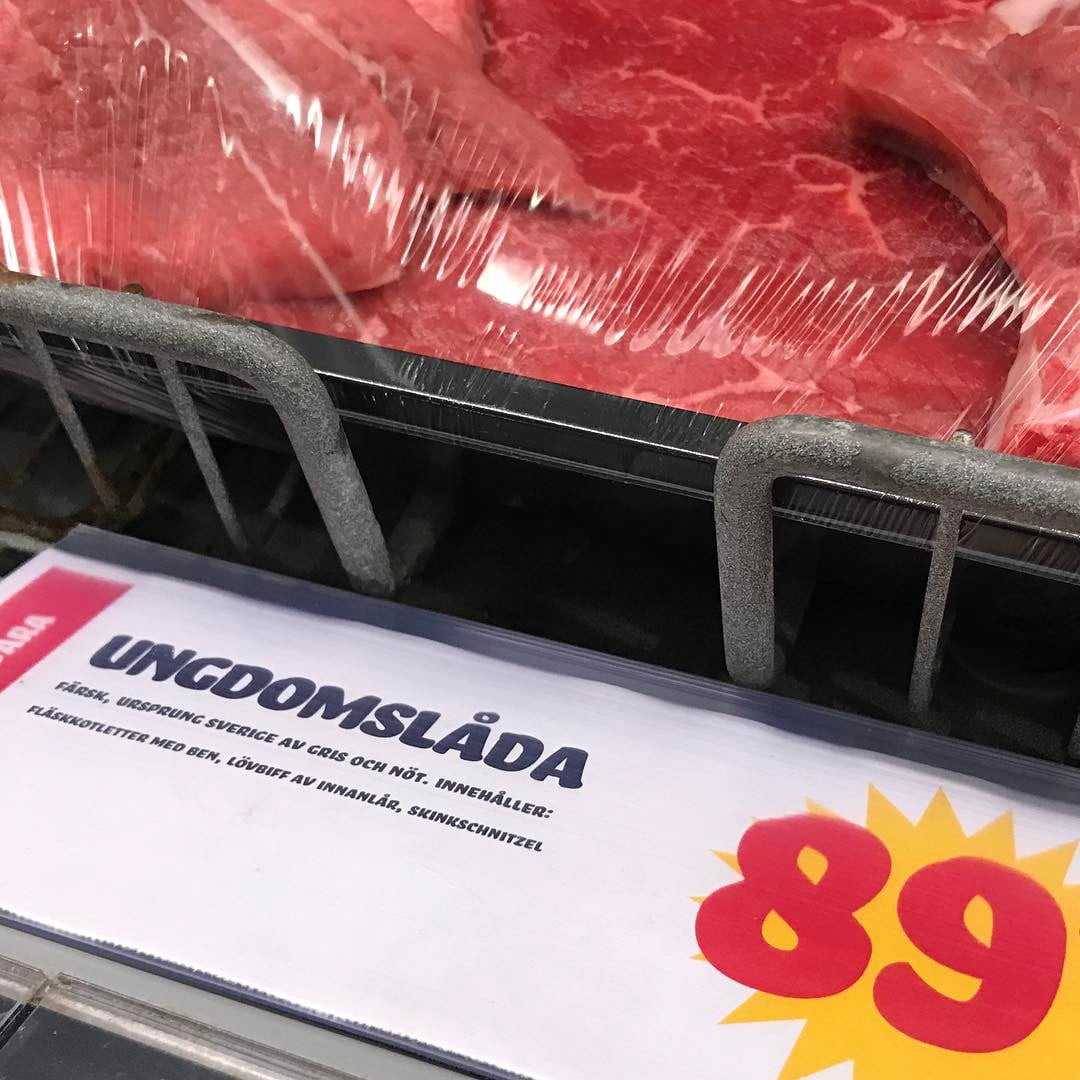 UNGDOMSLÅDA
FÄRSK, URSPRUNG SVERIGE AV GRIS OCH NÖT. INNEHÅLLER:
FLÄSKKOTLETTER MED BEN, LÖVBIFF AV INNANLÅR, SKINKSCHNITZEL
89